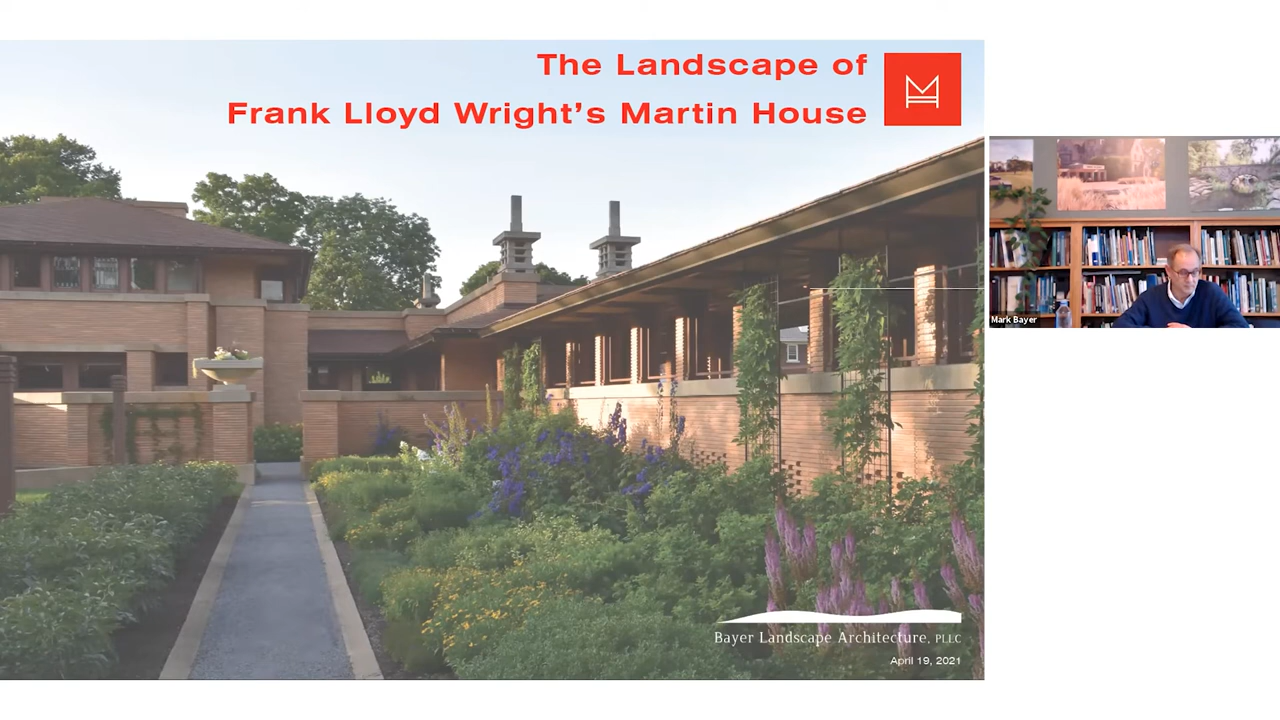 The Landscape of
Frank Lloyd Wright's Martin House
Mark Bayer
Bayer Landscape Architecture, PLLC
April 19, 2021